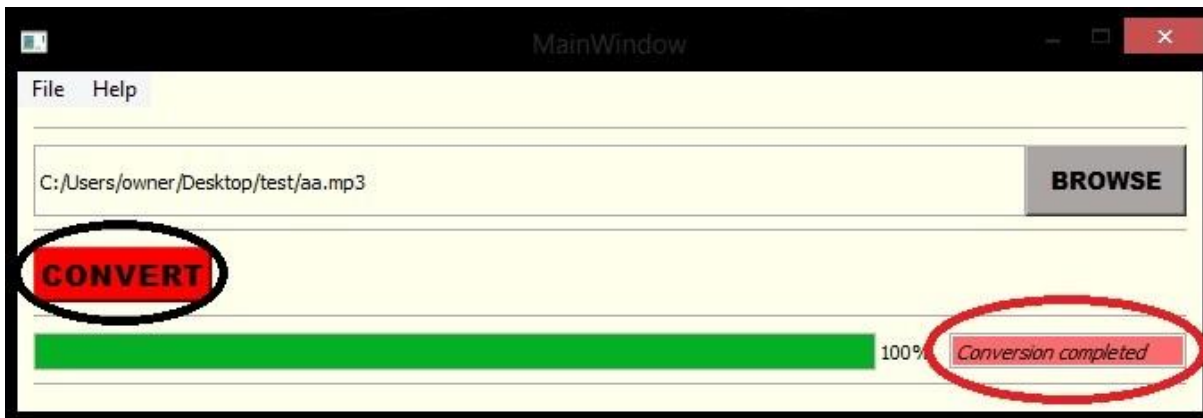 MainWindow
File Help
C:/Users/owner/Desktop/test/aa.mp3 BROWSE
CONVERT
100% Conversion completed